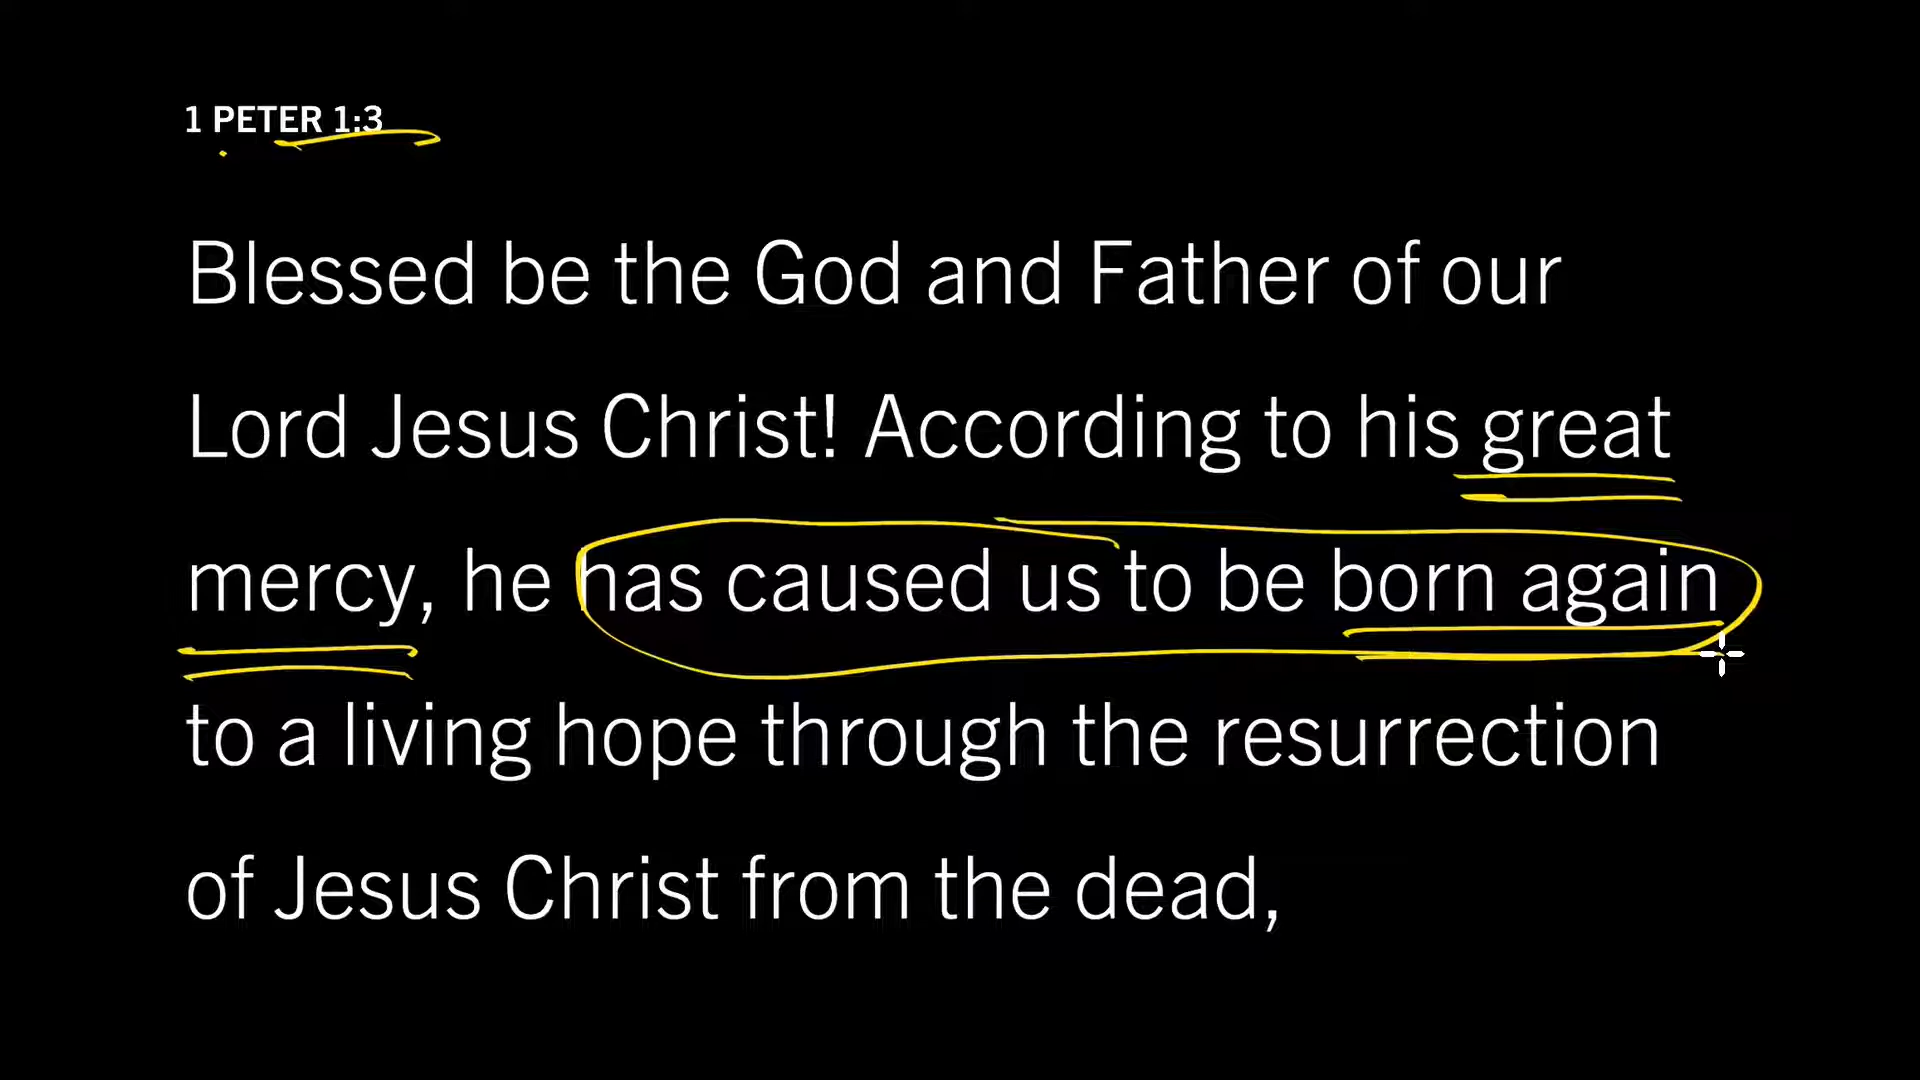 1 PETER 1:3
Blessed be the God and Father of our
Lord Jesus Christ! According to his great
mercy, he has caused us to be born again
to a living hope through the resurrection
of Jesus Christ from the dead,